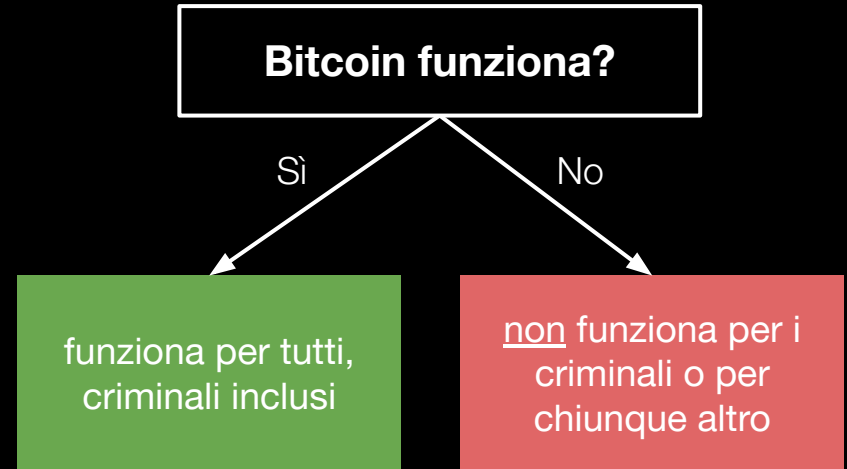 Bitcoin funziona?
Sì
No
funziona per tutti,
criminali inclusi
non funziona per i
criminali o per
chiunque altro